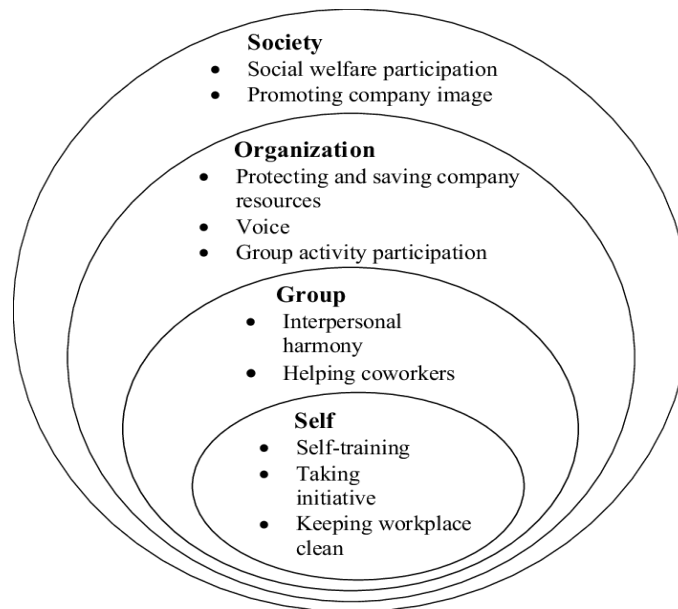 Society
• Social welfare participation
• Promoting company image
Organization
• Protecting and saving company
resources
• Voice
• Group activity participation
Group
• Interpersonal
harmony
• Helping coworkers
Self
• Self-training
• Taking
initiative
• Keeping workplace
clean